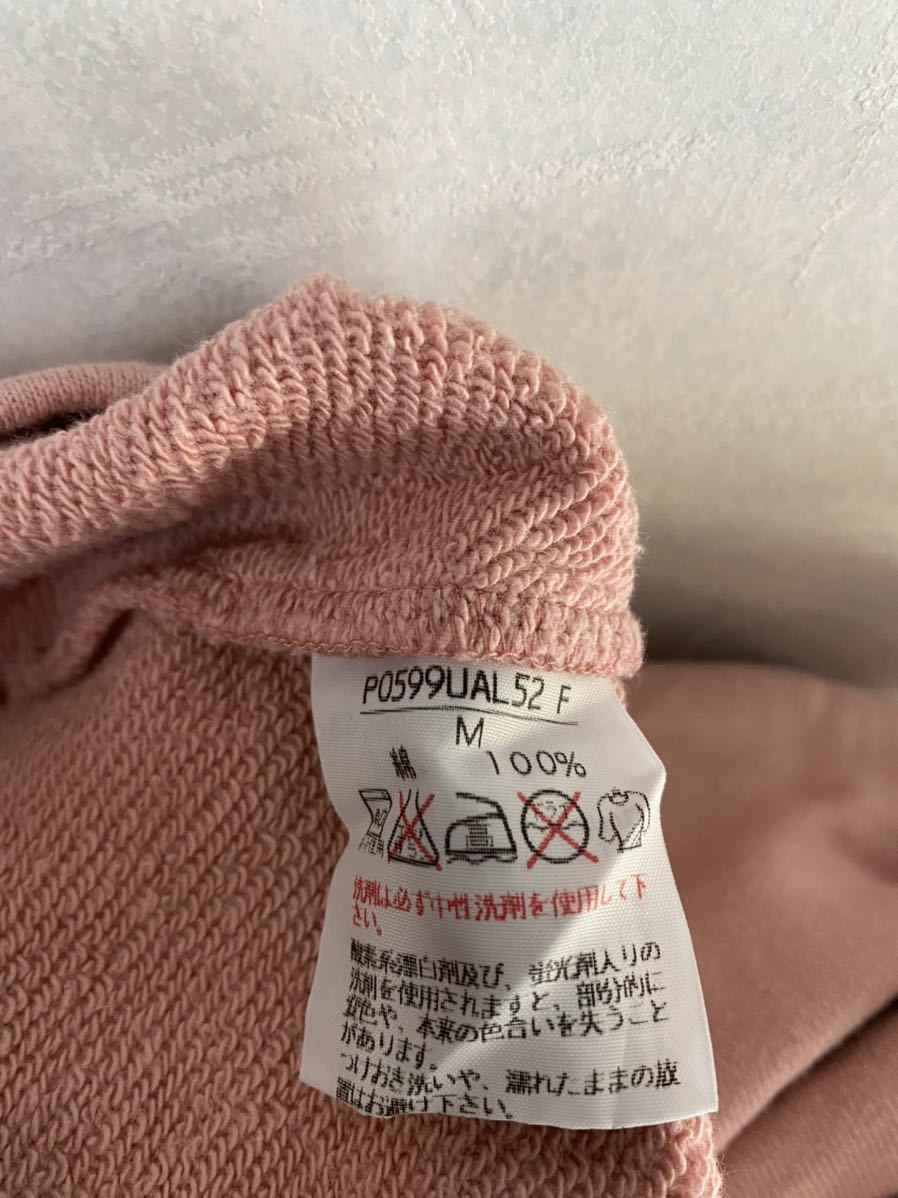 P0599UAL52 F
M
綿 100%
洗剤は必ず中性洗剤を使用して下
さい。
酸素系漂白剤及び、蛍光剤入りの
洗剤を使用されますと、部分的に
変色や、本来の色合いを失うこと
があります。
つけおき洗いや、濡れたままの放
置はお避け下さい。